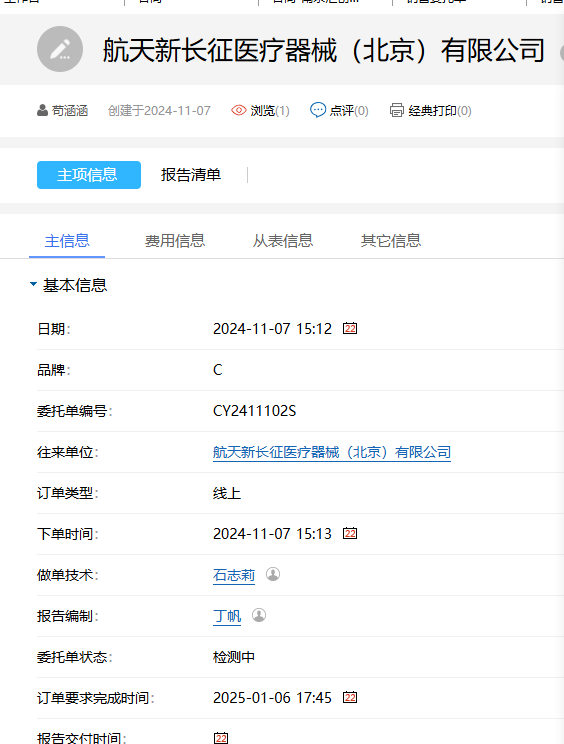 航天新长征医疗器械（北京）有限公司
苟涵涵 创建于2024-11-07 浏览(1) 点评(0) 经典打印(0)
主项信息 报告清单
主信息 费用信息 从表信息 其它信息
基本信息
日期: 2024-11-07 15:12 22
品牌: C
委托单编号: CY2411102S
往来单位: 航天新长征医疗器械（北京）有限公司
订单类型: 线上
下单时间: 2024-11-07 15:13 22
做单技术: 石志莉
报告编制: 丁帆
委托单状态: 检测中
订单要求完成时间: 2025-01-06 17:45 22
报告交付时间: 22